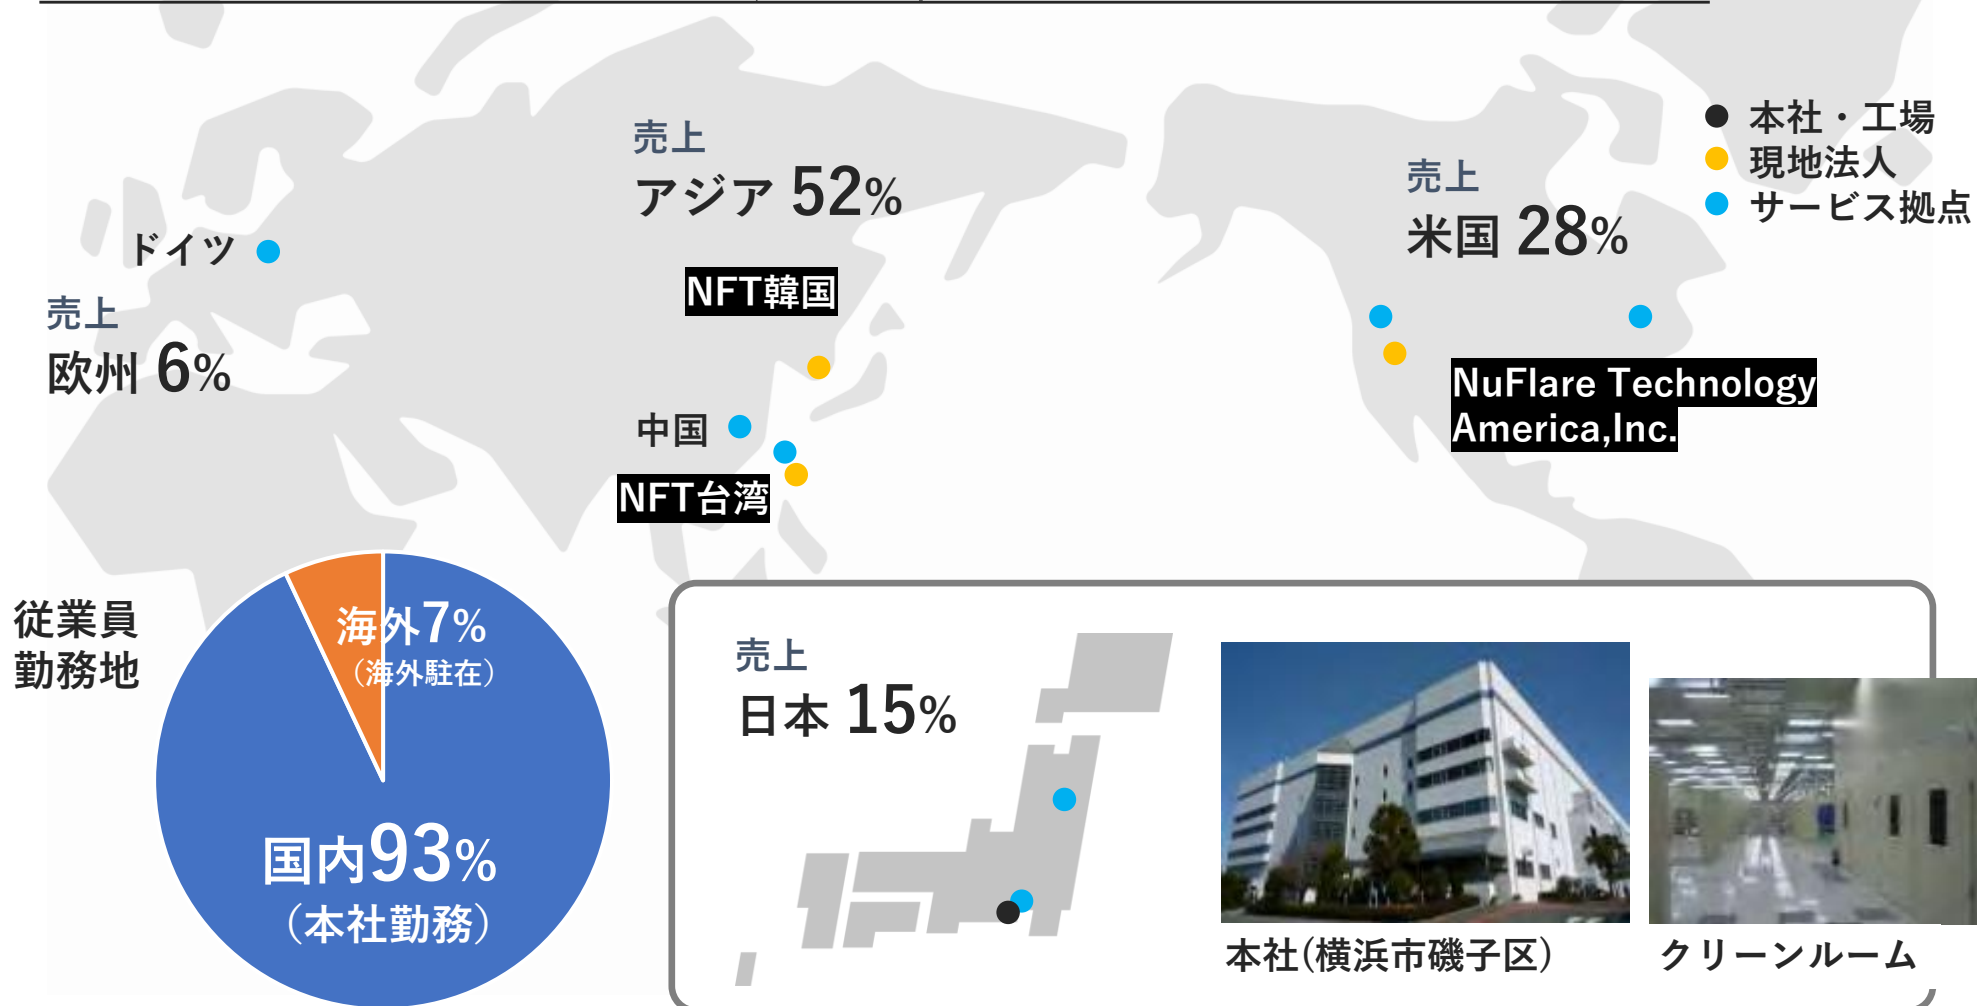 本社・工場
現地法人
サービス拠点
売上
アジア 52%
売上
米国 28%
ドイツ
売上
欧州 6%
NFT韓国
中国
NFT台湾
NuFlare Technology
America,Inc.
従業員
勤務地
海外7%
（海外駐在）
国内93%
（本社勤務）
売上
日本 15%
本社(横浜市磯子区)
クリーンルーム